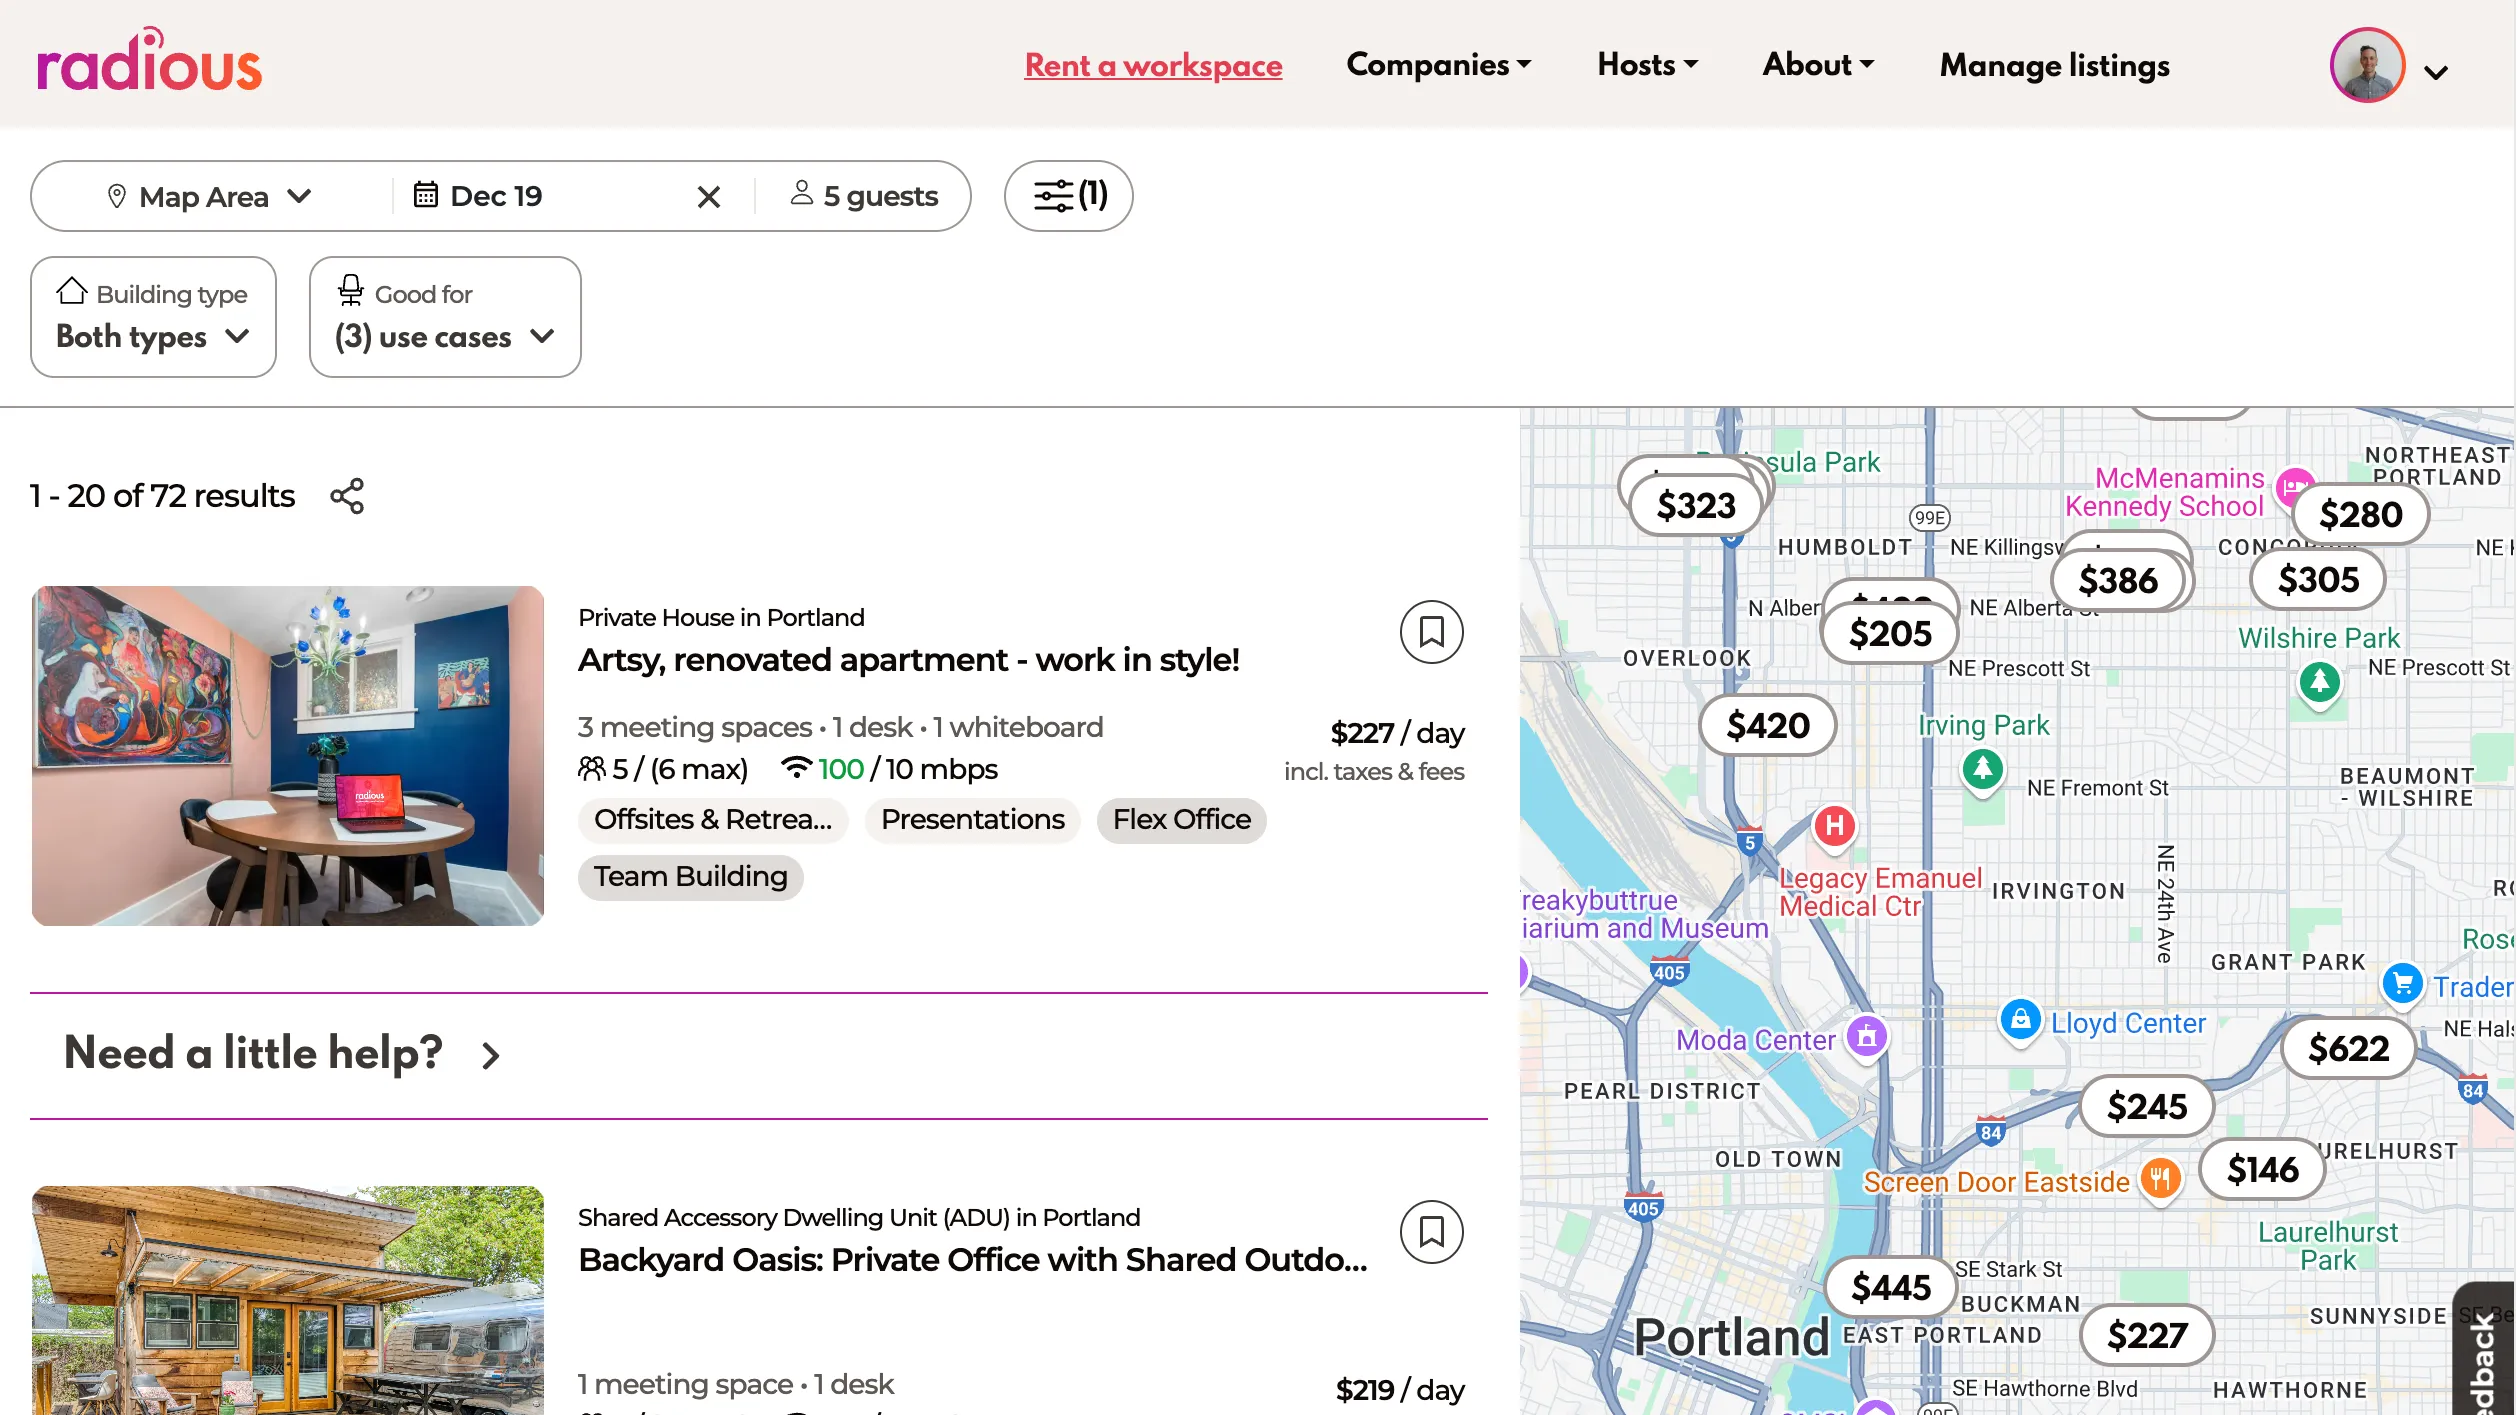 radious
Rent a workspace
Companies
Hosts
About
Manage listings
Map Area
Dec 19
5 guests
(1)
Building type
Both types
Good for
(3) use cases
1 - 20 of 72 results
Private House in Portland
Artsy, renovated apartment - work in style!
3 meeting spaces • 1 desk • 1 whiteboard
5 / (6 max)
100 / 10 mbps
$227 / day
incl. taxes & fees
Offsites & Retrea...
Presentations
Flex Office
Team Building
radious
Need a little help?
Shared Accessory Dwelling Unit (ADU) in Portland
Backyard Oasis: Private Office with Shared Outdo...
1 meeting space • 1 desk
$219 / day
sula Park
NORTHEAST
PORTLAND
McMenamins
Kennedy School
$323
$280
99E
HUMBOLDT
NE Killingsw
NE
$386
$305
N Alber
NE Alberta St
$205
Wilshire Park
OVERLOOK
NE Prescott St
NE Prescott St
$420
Irving Park
NE Fremont St
BEAUMONT
- WILSHIRE
H
5
Legacy Emanuel
Medical Ctr
IRVINGTON
NE 24th Ave
reakybuttrue
iarium and Museum
Rose
GRANT PARK
405
Trader
Moda Center
Lloyd Center
NE Hals
$622
PEARL DISTRICT
84
$245
84
OLD TOWN
URELHURST
$146
Screen Door Eastside
405
Laurelhurst
Park
$445
SE Stark St
BUCKMAN
SUNNYSIDE
Portland
EAST PORTLAND
$227
SE Hawthorne Blvd
HAWTHORNE
edback